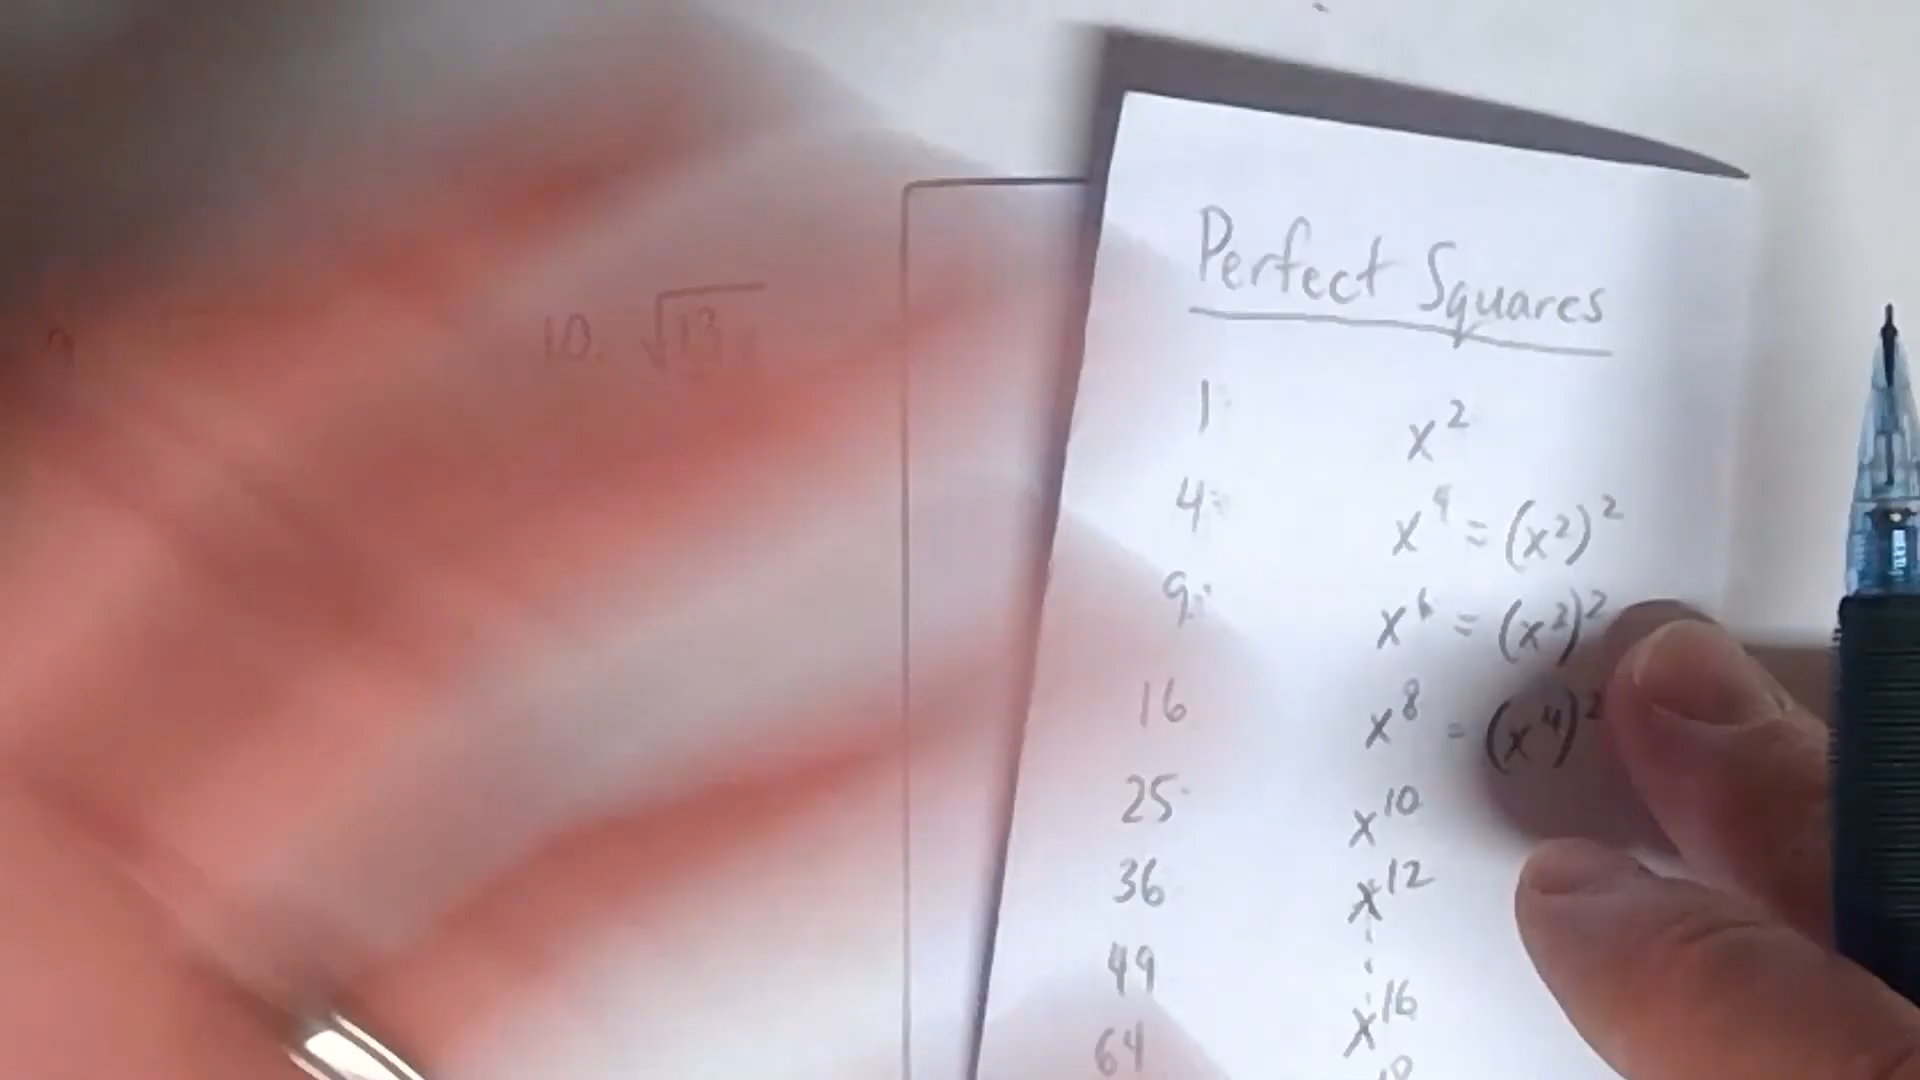 10. √13x
Perfect Squares
1 x²
4 x⁴ = (x²)²
9 x⁶ = (x³)²
16 x⁸ = (x⁴)²
25 x¹⁰
36 x¹²
49
64 x¹⁶